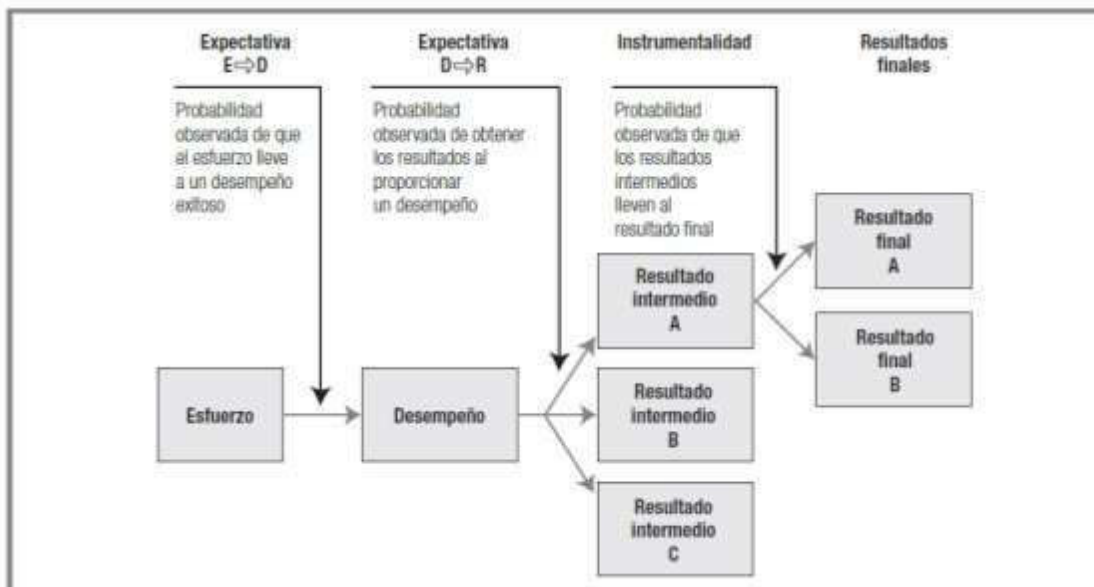 Expectativa
E⇨D
Expectativa
D⇨R
Instrumentalidad
Resultados
finales
Probabilidad
observada de que
el esfuerzo lleve
a un desempeño
exitoso
Probabilidad
observada de obtener
los resultados al
proporcionar
un desempeño
Probabilidad
observada de que
los resultados
intermedios
lleven al
resultado final
Esfuerzo
Desempeño
Resultado
intermedio
A
Resultado
intermedio
B
Resultado
intermedio
C
Resultado
final
A
Resultado
final
B